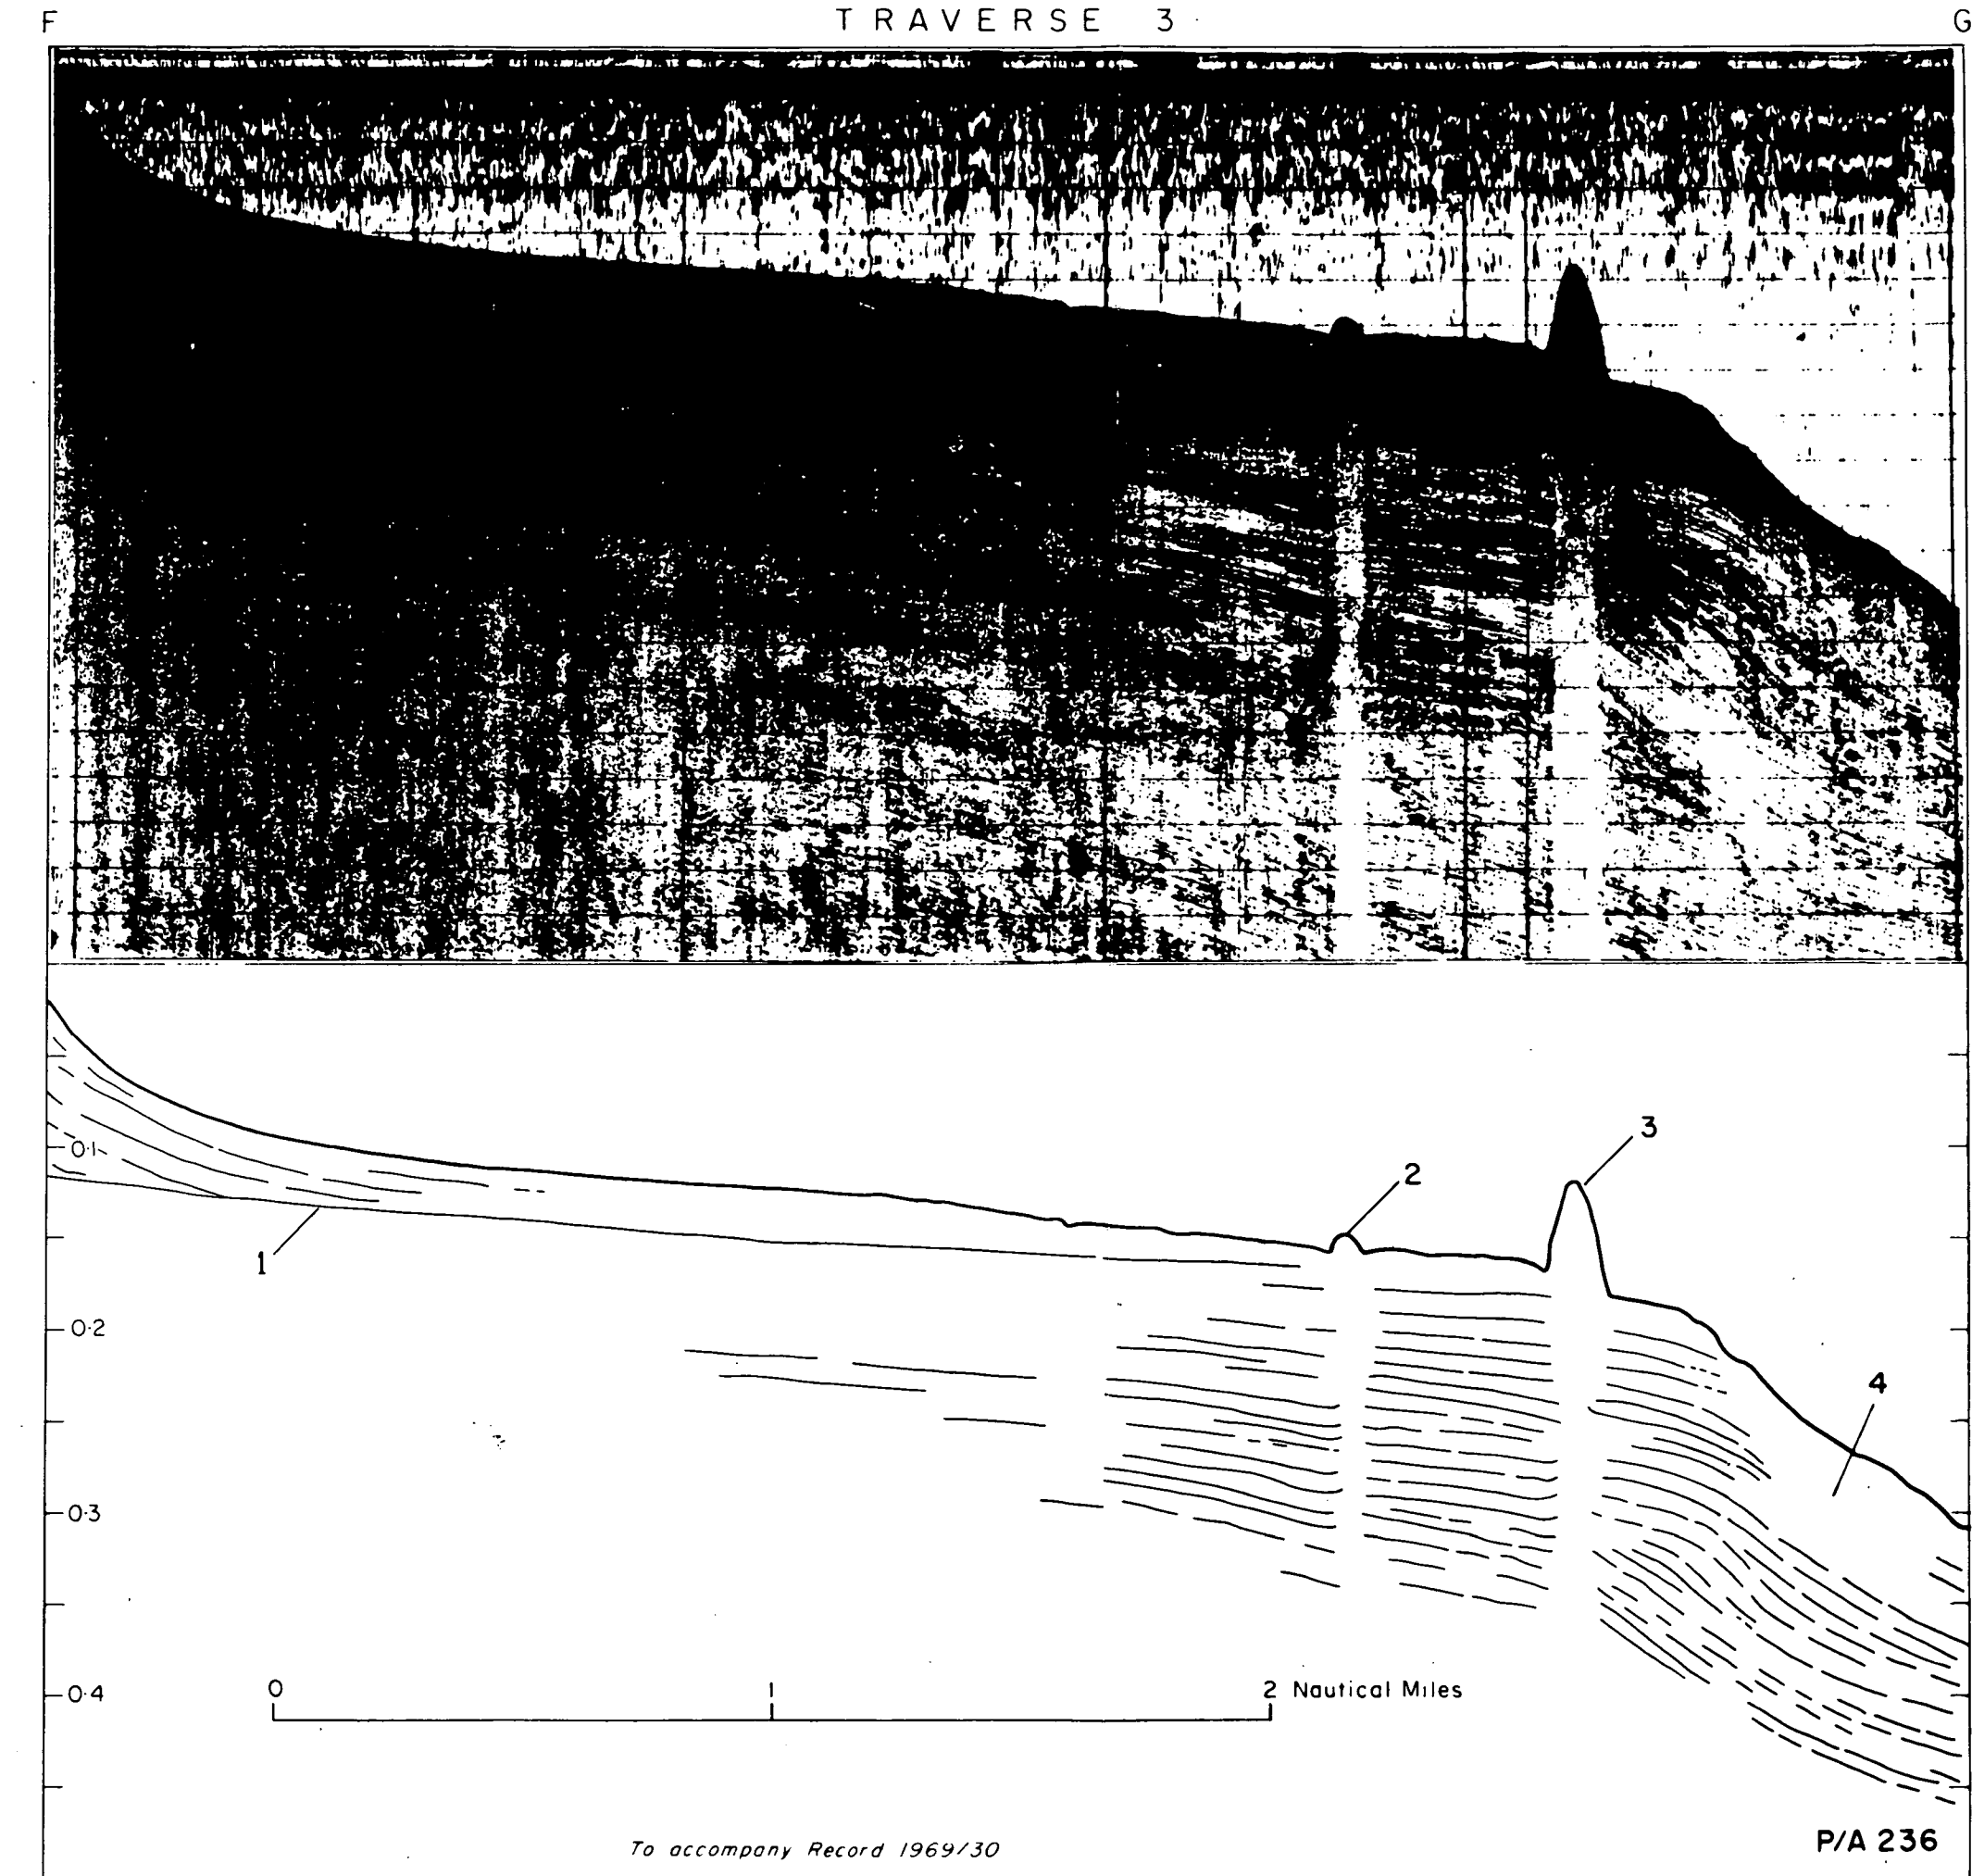 F TRAVERSE 3 G
3
0·1
2
1
0·2
4
0·3
0·4
0 1 2 Nautical Miles
To accompany Record 1969/30
P/A 236